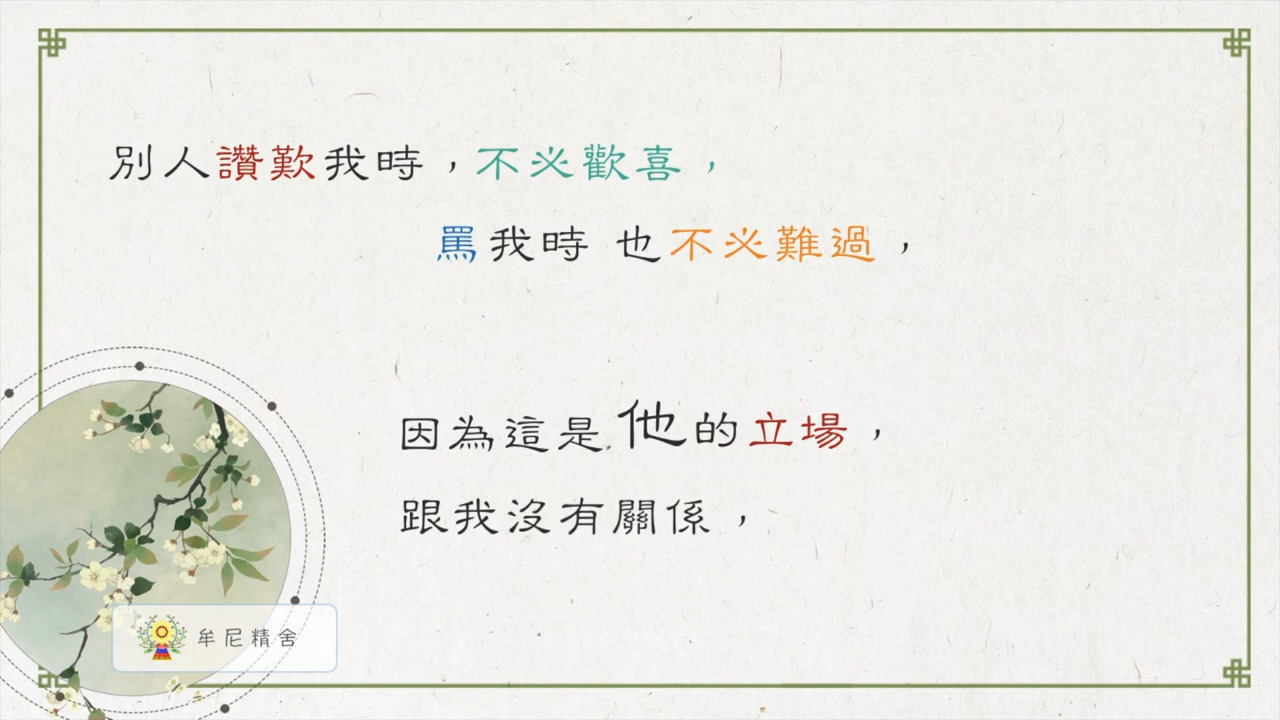 別人讚歎我時，不必歡喜，
罵我時 也不必難過，
因為這是他的立場，
跟我沒有關係，
牟尼精舍